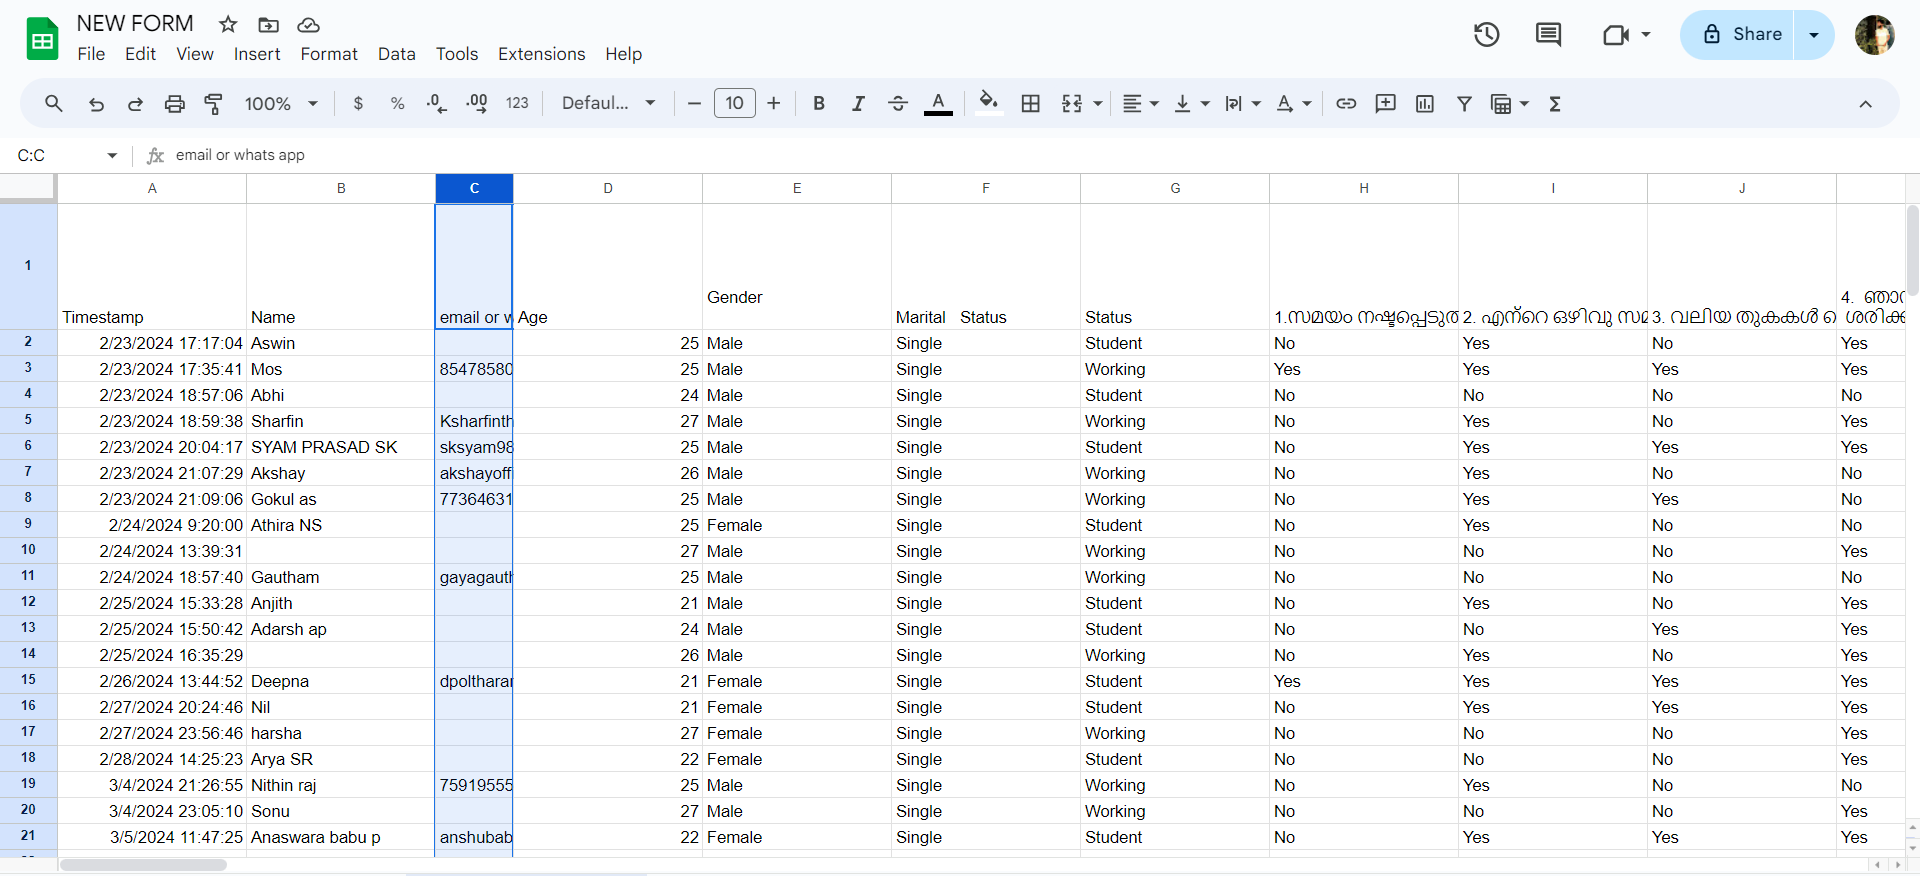 NEW FORM
File Edit View Insert Format Data Tools Extensions Help
Share
100% $ % .0 .00 123 Defaul... 10 B I A
C:C fx email or whats app
A B C D E F G H I J
1 Timestamp Name email or w Age Gender Marital Status Status 1.സമയം നഷ്ടപ്പെടുത 2. എന്റെ ഒഴിവു സമ 3. വലിയ തുകകൾ 4. ഞാ ശരിക്ക
2 2/23/2024 17:17:04 Aswin 25 Male Single Student No Yes No Yes
3 2/23/2024 17:35:41 Mos 85478580 25 Male Single Working Yes Yes Yes Yes
4 2/23/2024 18:57:06 Abhi 24 Male Single Student No No No No
5 2/23/2024 18:59:38 Sharfin Ksharfinth 27 Male Single Working No Yes No Yes
6 2/23/2024 20:04:17 SYAM PRASAD SK sksyam98 25 Male Single Student No Yes Yes Yes
7 2/23/2024 21:07:29 Akshay akshayoff 26 Male Single Working No Yes No No
8 2/23/2024 21:09:06 Gokul as 77364631 25 Male Single Working No Yes Yes No
9 2/24/2024 9:20:00 Athira NS 25 Female Single Student No Yes No No
10 2/24/2024 13:39:31 27 Male Single Working No No No Yes
11 2/24/2024 18:57:40 Gautham gayagauth 25 Male Single Working No No No No
12 2/25/2024 15:33:28 Anjith 21 Male Single Student No Yes No Yes
13 2/25/2024 15:50:42 Adarsh ap 24 Male Single Student No No Yes Yes
14 2/25/2024 16:35:29 26 Male Single Working No Yes No Yes
15 2/26/2024 13:44:52 Deepna dpoltharar 21 Female Single Student Yes Yes Yes Yes
16 2/27/2024 20:24:46 Nil 21 Female Single Student No Yes Yes Yes
17 2/27/2024 23:56:46 harsha 27 Female Single Working No No No Yes
18 2/28/2024 14:25:23 Arya SR 22 Female Single Student No No No Yes
19 3/4/2024 21:26:55 Nithin raj 75919555 25 Male Single Working No Yes No No
20 3/4/2024 23:05:10 Sonu 27 Male Single Working No No No Yes
21 3/5/2024 11:47:25 Anaswara babu p anshubab 22 Female Single Student No Yes Yes Yes